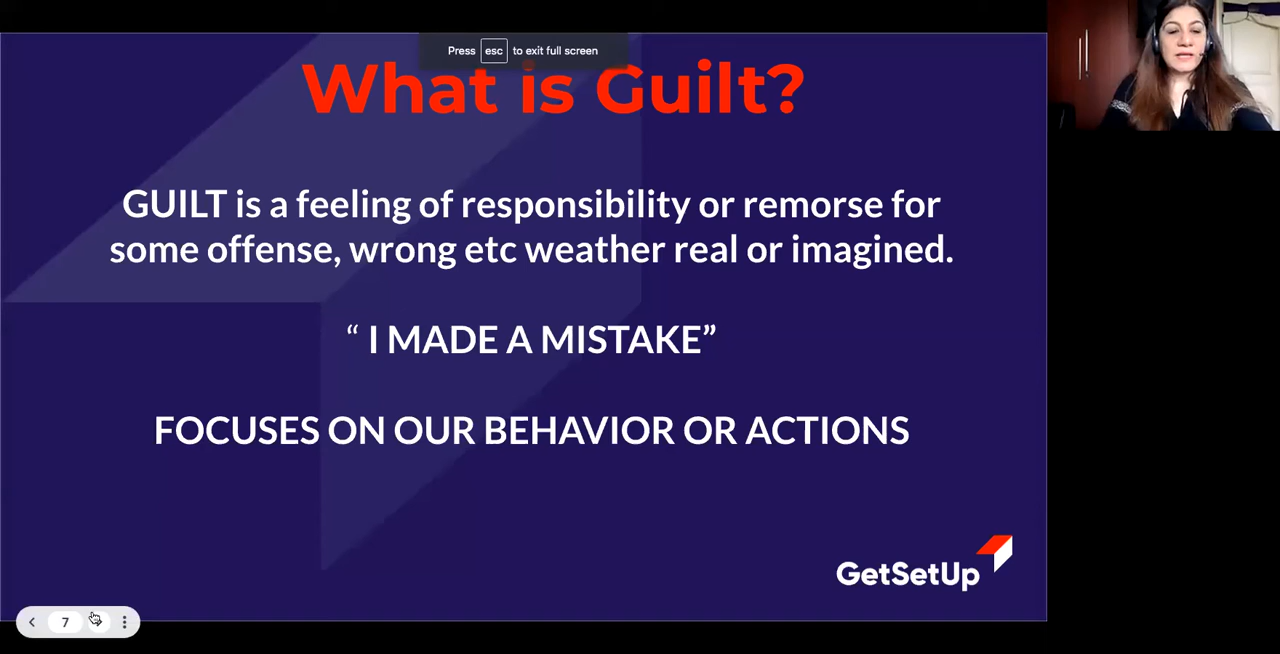 Press esc to exit full screen
What is Guilt?
GUILT is a feeling of responsibility or remorse for
some offense, wrong etc weather real or imagined.
“ I MADE A MISTAKE”
FOCUSES ON OUR BEHAVIOR OR ACTIONS
GetSetUp
7